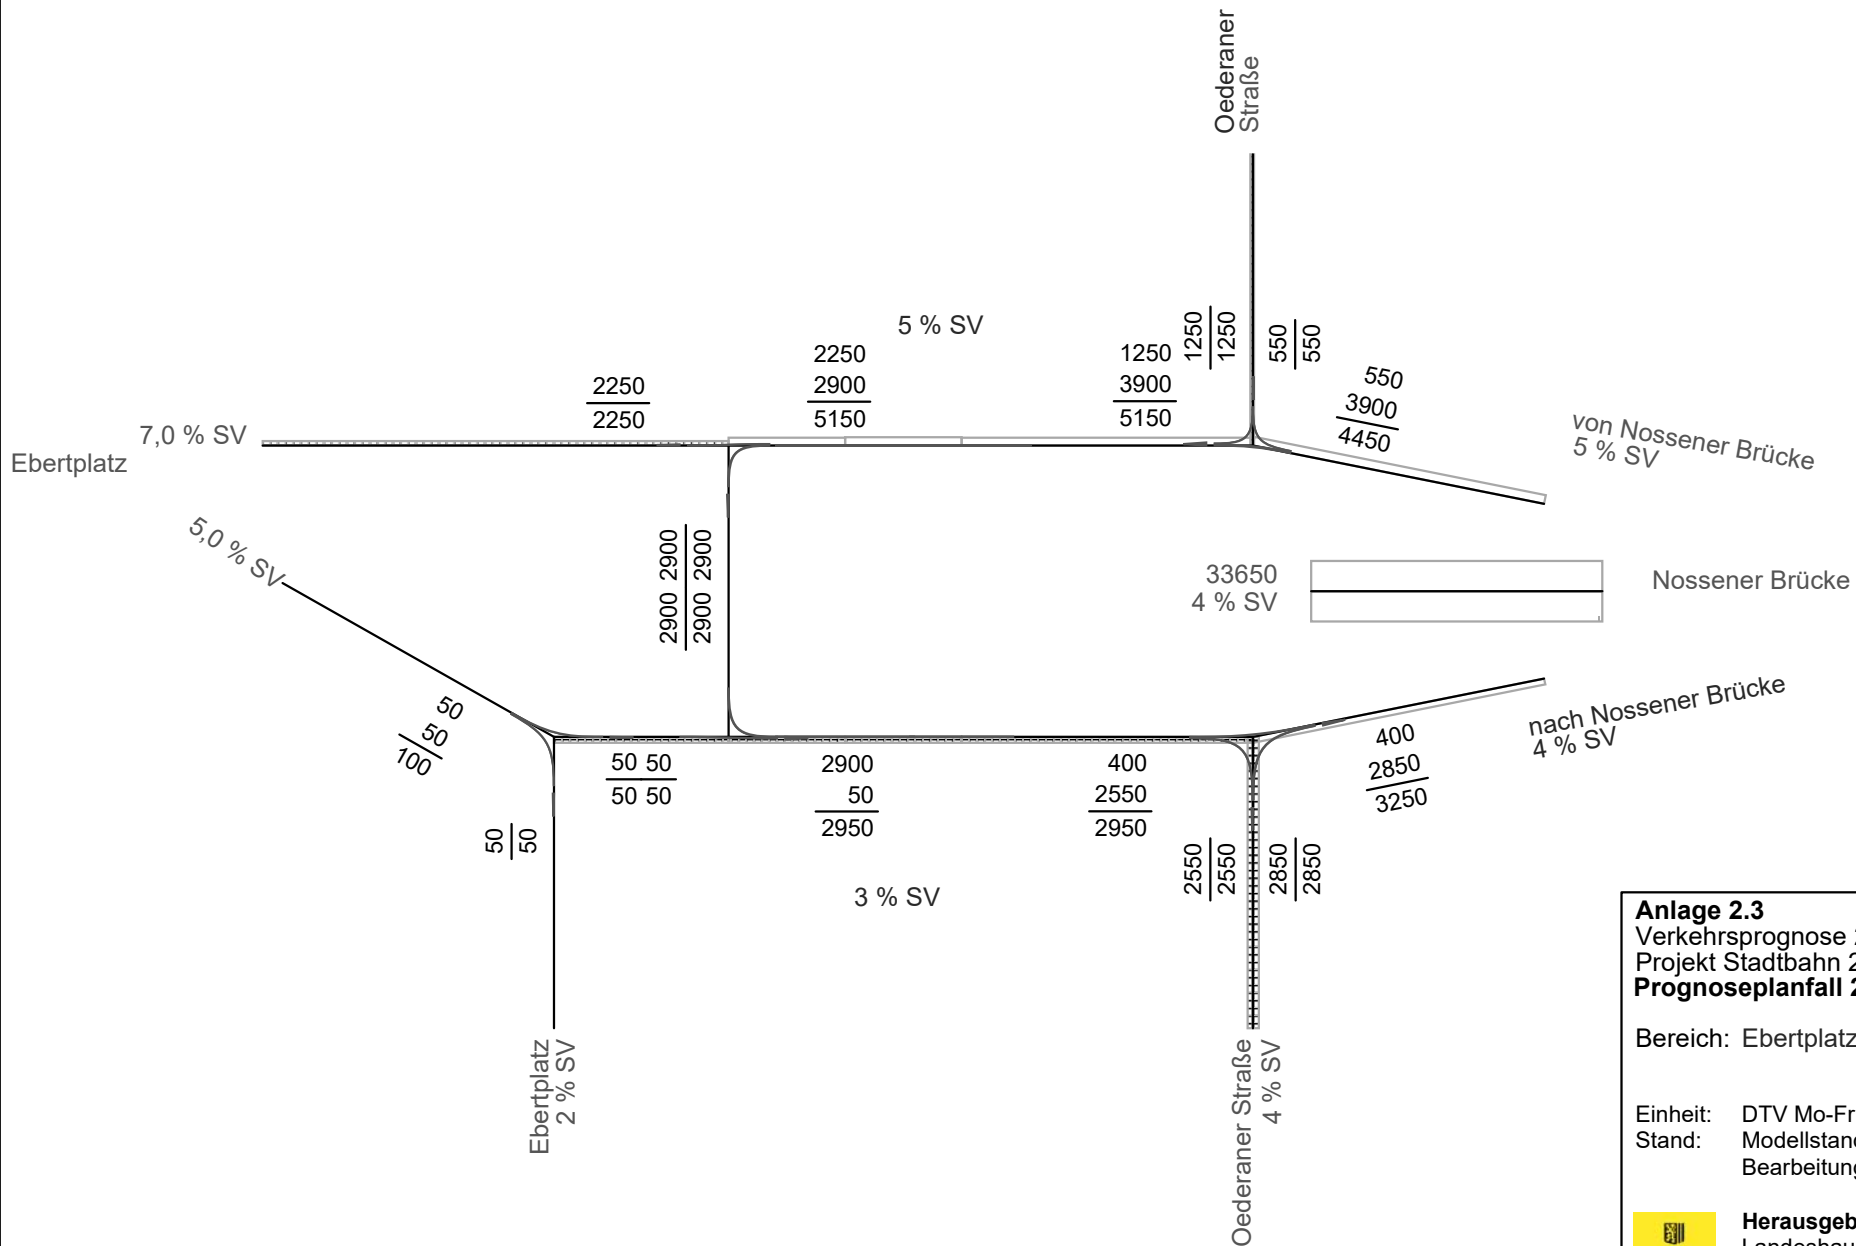 Oederaner
Straße
5 % SV
1250
1250
550
550
2250
2250
2250
2900
5150
1250
3900
5150
550
3900
4450
von Nossener Brücke
5 % SV
7,0 % SV
Ebertplatz
5,0 % SV
2900 2900
2900 2900
33650
4 % SV
Nossener Brücke
nach Nossener Brücke
4 % SV
50
50
100
50 50
50 50
2900
50
2950
400
2550
2950
400
2850
3250
50
50
2550
2550
2850
2850
3 % SV
Ebertplatz
2 % SV
Oederaner Straße
4 % SV
Anlage 2.3
Verkehrsprognose
Projekt Stadtbahn 2
Prognoseplanfall 2
Bereich: Ebertplatz
Einheit: DTV Mo-Fr
Stand: Modellstand
Bearbeitung
Herausgeb